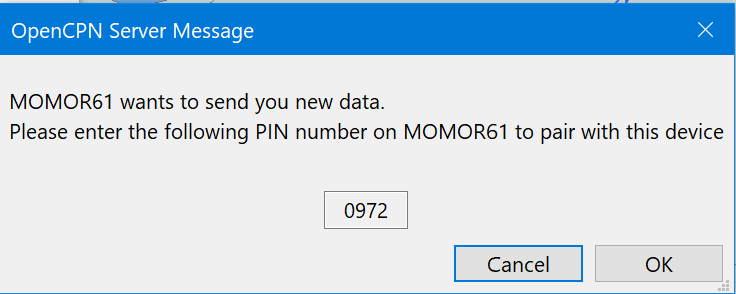 OpenCPN Server Message
MOMOR61 wants to send you new data.
Please enter the following PIN number on MOMOR61 to pair with this device
0972
Cancel
OK